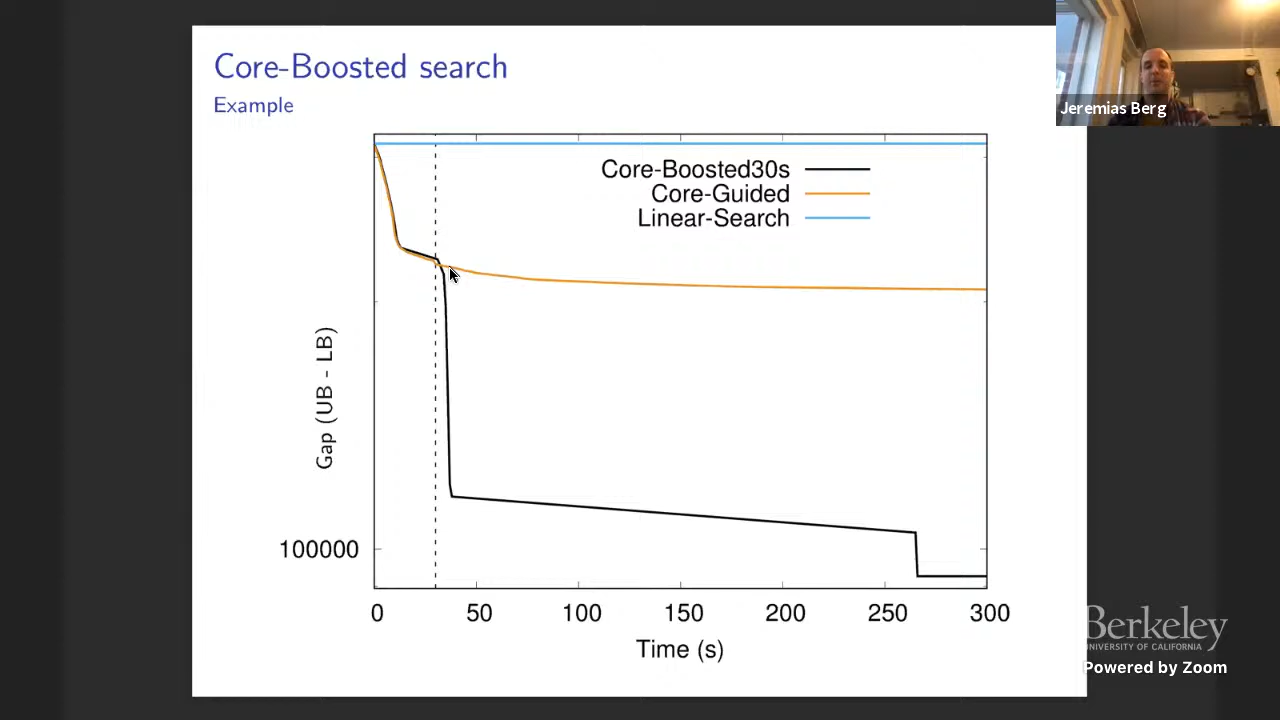 Core-Boosted search
Example
Jeremias Berg
Core-Boosted30s
Core-Guided
Linear-Search
Gap (UB - LB)
100000
0 50 100 150 200 250 300
Time (s)
Berkeley
UNIVERSITY OF CALIFORNIA
Powered by Zoom